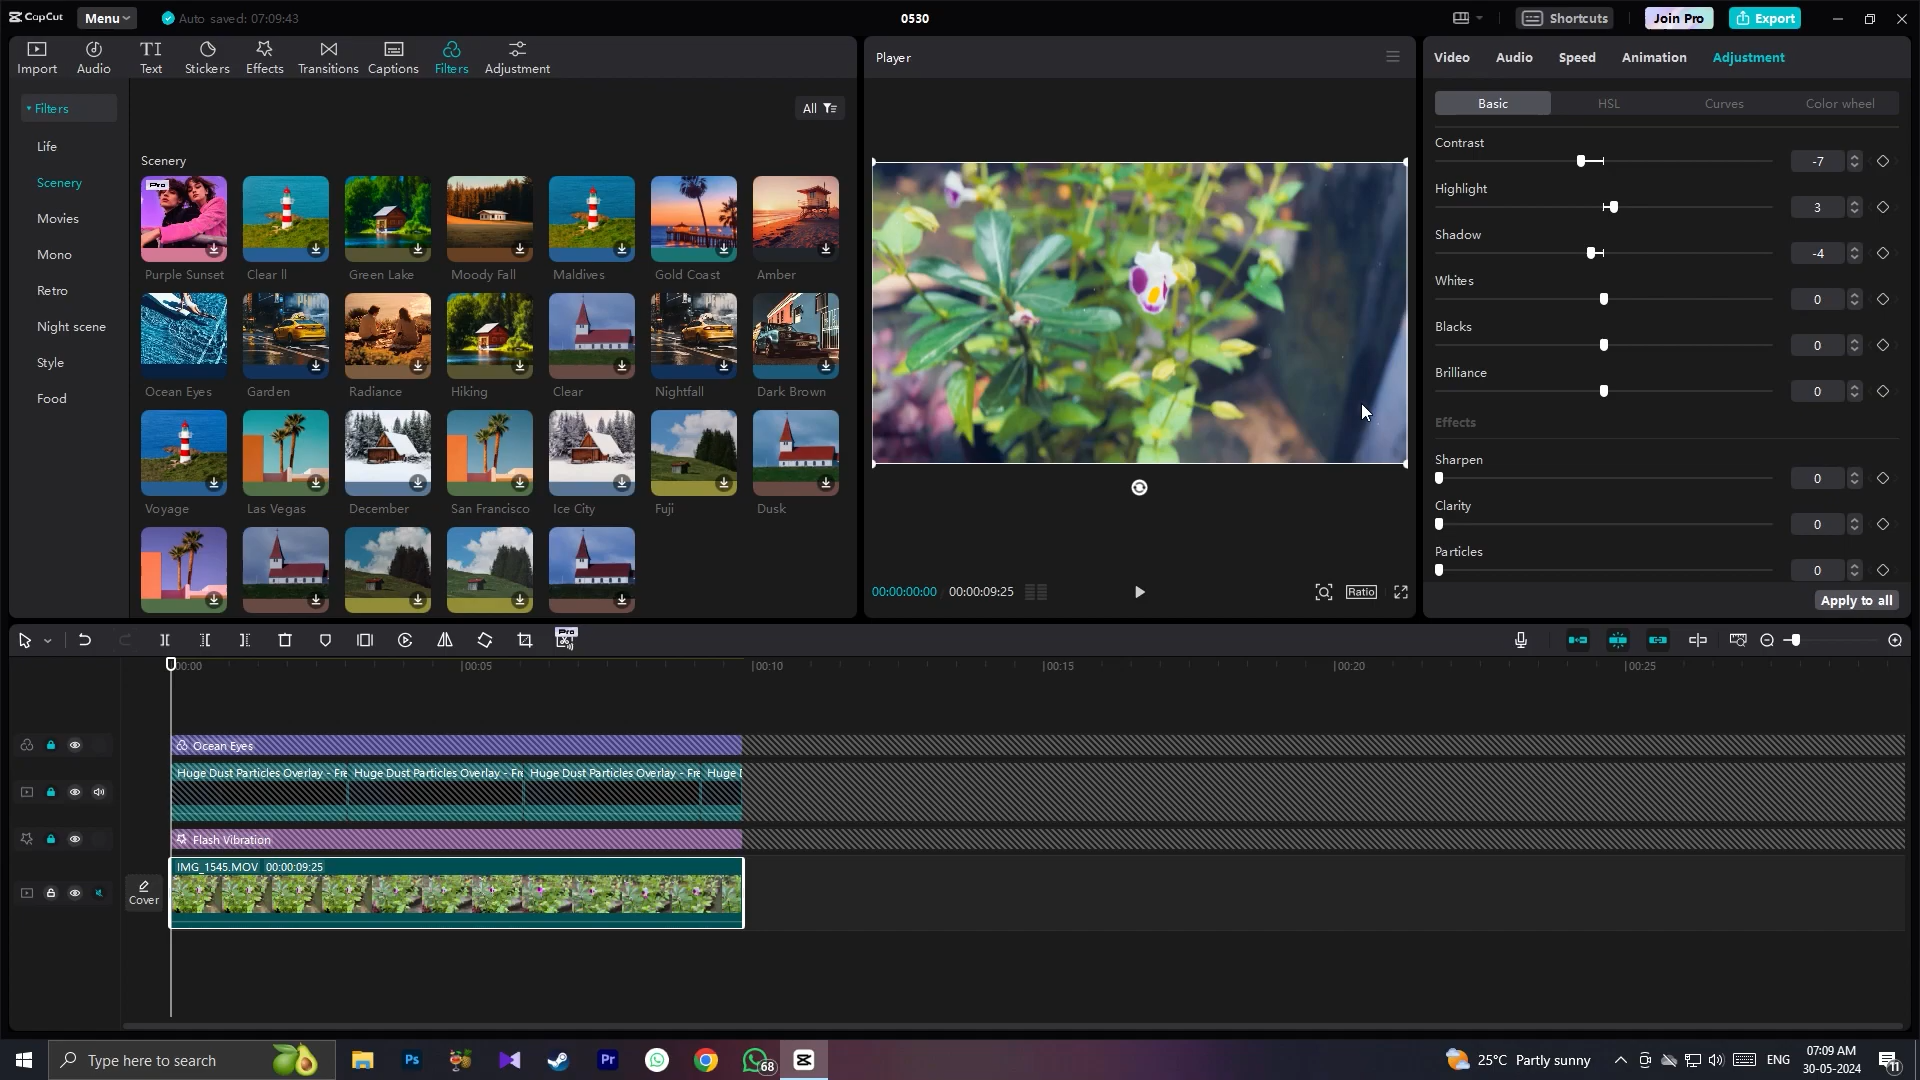 CapCut
Menu
Auto saved: 07:09:43
0530
Shortcuts
Join Pro
Export
Import
Audio
TI
Text
Stickers
Effects
Transitions
Captions
Filters
Adjustment
Filters
Life
Scenery
Movies
Mono
Retro
Night scene
Style
Food
All
Scenery
Pro
Purple Sunset
Clear ll
Green Lake
Moody Fall
Maldives
Gold Coast
Amber
Ocean Eyes
Garden
Radiance
Hiking
Clear
Nightfall
Dark Brown
Voyage
Las Vegas
December
San Francisco
Ice City
Fuji
Dusk
Player
00:00:00:00
00:00:09:25
Ratio
Video
Audio
Speed
Animation
Adjustment
Basic
HSL
Curves
Color wheel
Contrast
-7
Highlight
3
Shadow
-4
Whites
0
Blacks
0
Brilliance
0
Effects
Sharpen
0
Clarity
0
Particles
0
Apply to all
Pro
00:00
00:05
00:10
00:15
00:20
00:25
Ocean Eyes
Huge Dust Particles Overlay - Fre
Huge Dust Particles Overlay - Fre
Huge Dust Particles Overlay - Fre
Huge D
Flash Vibration
IMG_1545.MOV 00:00:09:25
Cover
Type here to search
Ps
Pr
68
25°C Partly sunny
ENG
07:09 AM
30-05-2024
11